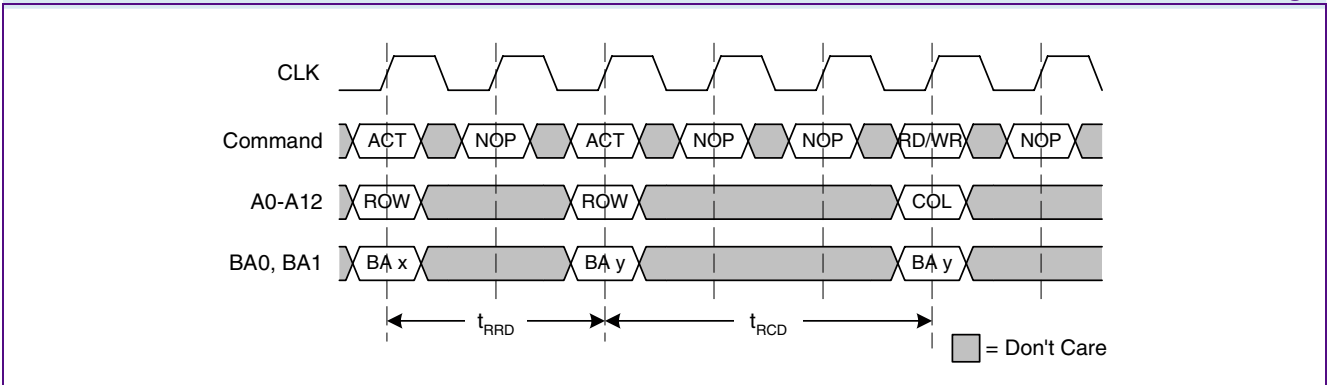 CLK
Command ACT NOP ACT NOP NOP RD/WR NOP
A0-A12 ROW ROW COL
BA0, BA1 BA x BA y BA y
tRRD tRCD
= Don't Care